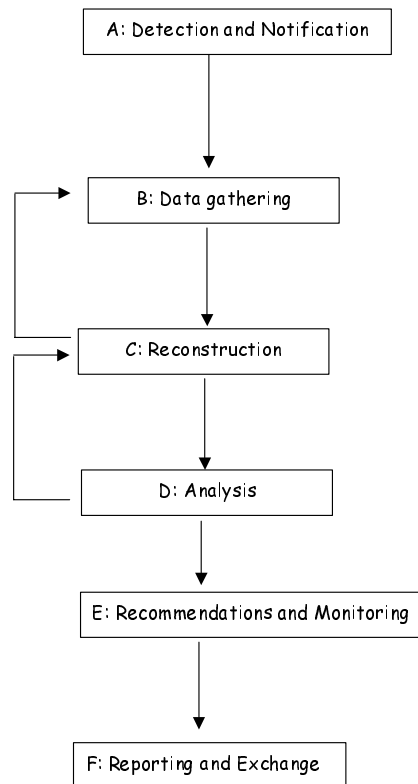 A: Detection and Notification
B: Data gathering
C: Reconstruction
D: Analysis
E: Recommendations and Monitoring
F: Reporting and Exchange